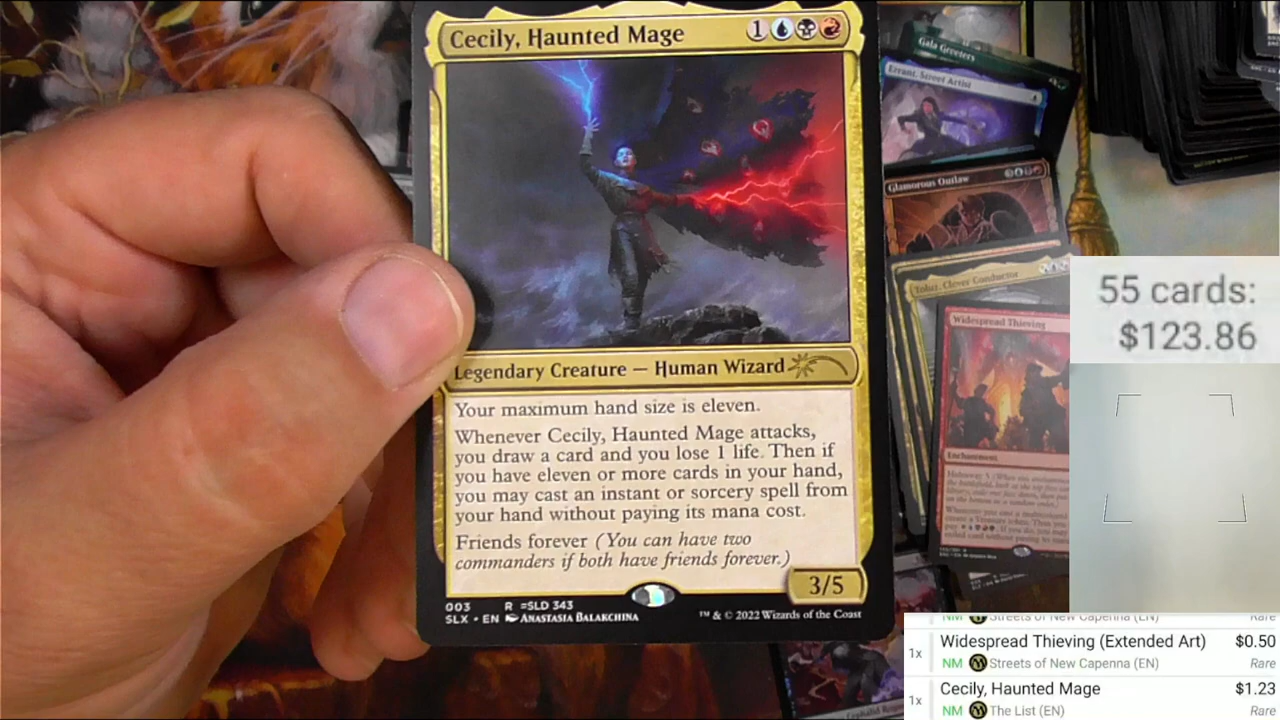 Cecily, Haunted Mage
1
Legendary Creature — Human Wizard
Your maximum hand size is eleven.
Whenever Cecily, Haunted Mage attacks,
you draw a card and you lose 1 life. Then if
you have eleven or more cards in your hand,
you may cast an instant or sorcery spell from
your hand without paying its mana cost.
Friends forever (You can have two
commanders if both have friends forever.)
3/5
003 R =SLD 343
SLX • EN ANASTASIA BALAKCHINA
™ & © 2022 Wizards of the Coast
Gala Greeters
Errant, Street Artist
Glamorous Outlaw
Toluz, Clever Conductor
Widespread Thieving
Enchantment
55 cards:
$123.86
NM Streets of New Capenna (EN) Rare
1x Widespread Thieving (Extended Art) $0.50
NM Streets of New Capenna (EN) Rare
1x Cecily, Haunted Mage $1.23
NM The List (EN) Rare